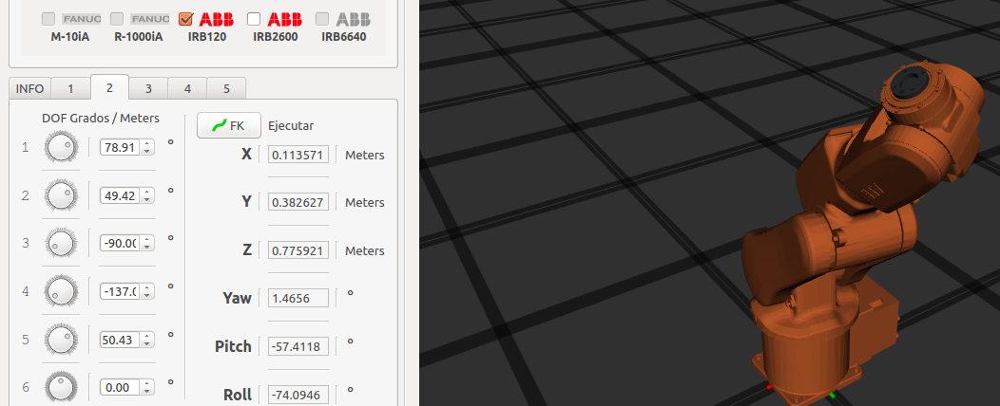 FANUC FANUC ABB ABB ABB
M-10iA R-1000iA IRB120 IRB2600 IRB6640
INFO 1 2 3 4 5
DOF Grados / Meters
FK Ejecutar
1 78.91 ° X 0.113571 Meters
2 49.42 ° Y 0.382627 Meters
3 -90.00 ° Z 0.775921 Meters
4 -137.0 ° Yaw 1.4656 °
5 50.43 ° Pitch -57.4118 °
6 0.00 ° Roll -74.0946 °